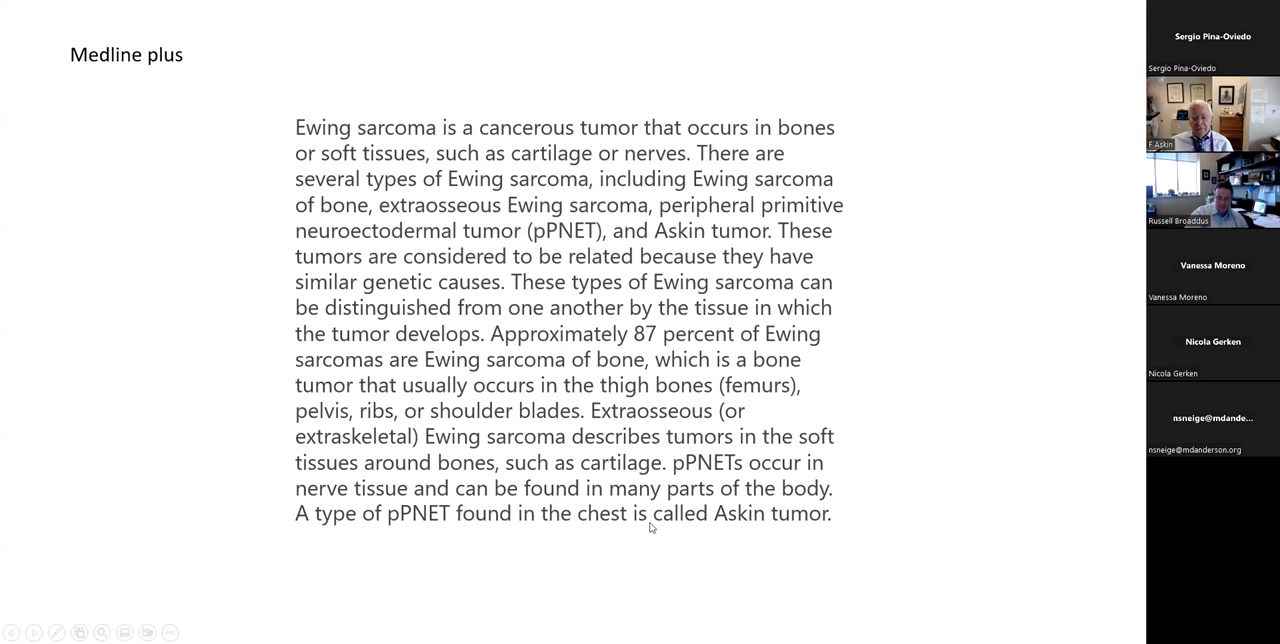 Medline plus
Ewing sarcoma is a cancerous tumor that occurs in bones
or soft tissues, such as cartilage or nerves. There are
several types of Ewing sarcoma, including Ewing sarcoma
of bone, extraosseous Ewing sarcoma, peripheral primitive
neuroectodermal tumor (pPNET), and Askin tumor. These
tumors are considered to be related because they have
similar genetic causes. These types of Ewing sarcoma can
be distinguished from one another by the tissue in which
the tumor develops. Approximately 87 percent of Ewing
sarcomas are Ewing sarcoma of bone, which is a bone
tumor that usually occurs in the thigh bones (femurs),
pelvis, ribs, or shoulder blades. Extraosseous (or
extraskeletal) Ewing sarcoma describes tumors in the soft
tissues around bones, such as cartilage. pPNETs occur in
nerve tissue and can be found in many parts of the body.
A type of pPNET found in the chest is called Askin tumor.
Sergio Pina-Oviedo
Sergio Pina-Oviedo
F Askin
Russell Broaddus
Vanessa Moreno
Vanessa Moreno
Nicola Gerken
Nicola Gerken
nsneige@mdande...
nsneige@mdanderson.org